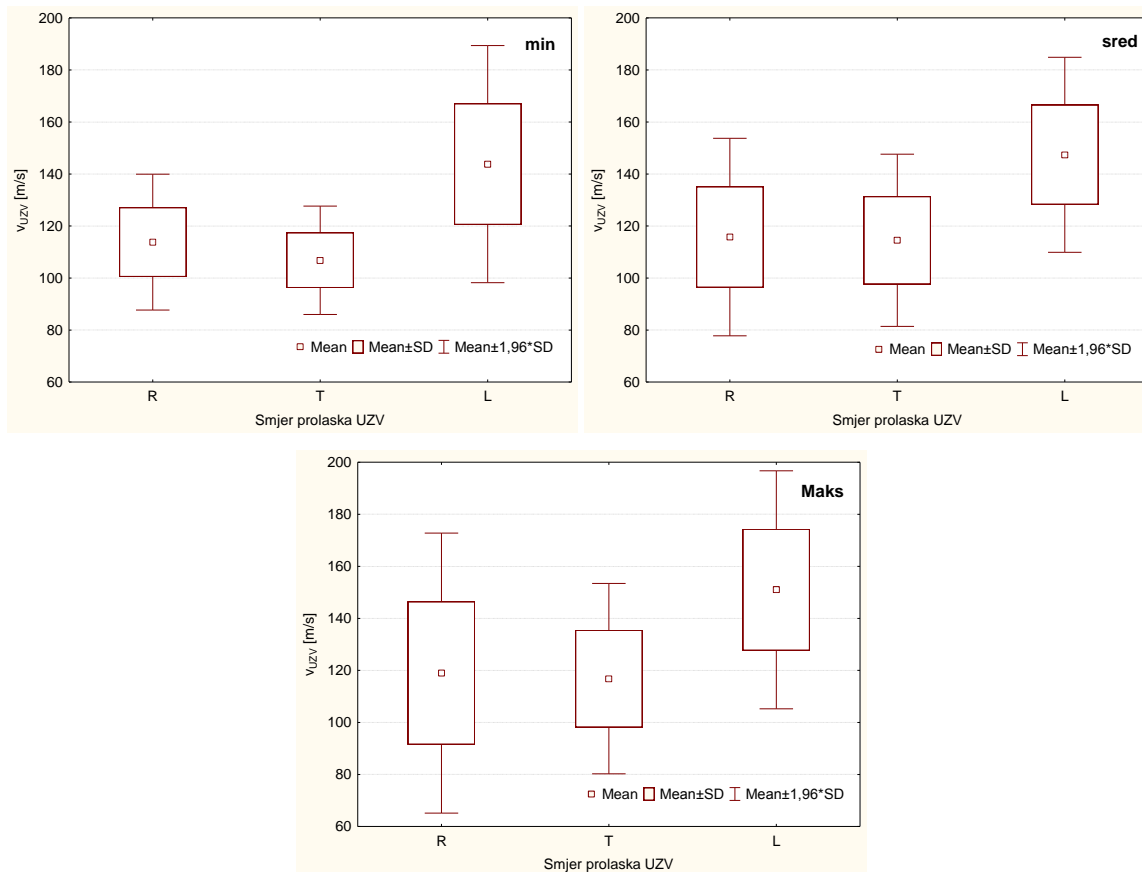 min
200
180
160
140
120
100
80
60
v_UZV [m/s]
Mean Mean±SD Mean±1,96*SD
R T L
Smjer prolaska UZV
sred
200
180
160
140
120
100
80
60
v_UZV [m/s]
Mean Mean±SD Mean±1,96*SD
R T L
Smjer prolaska UZV
Maks
200
180
160
140
120
100
80
60
v_UZV [m/s]
Mean Mean±SD Mean±1,96*SD
R T L
Smjer prolaska UZV